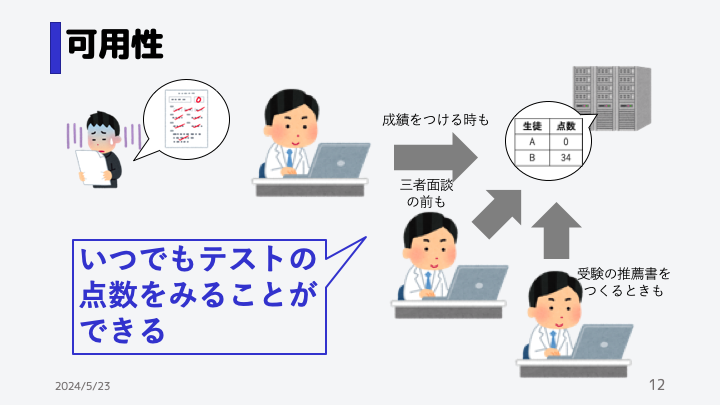 可用性
成績をつける時も
生徒 点数
A 0
B 34
三者面談
の前も
いつでもテストの
点数をみることが
できる
受験の推薦書を
つくるときも
2024/5/23
12